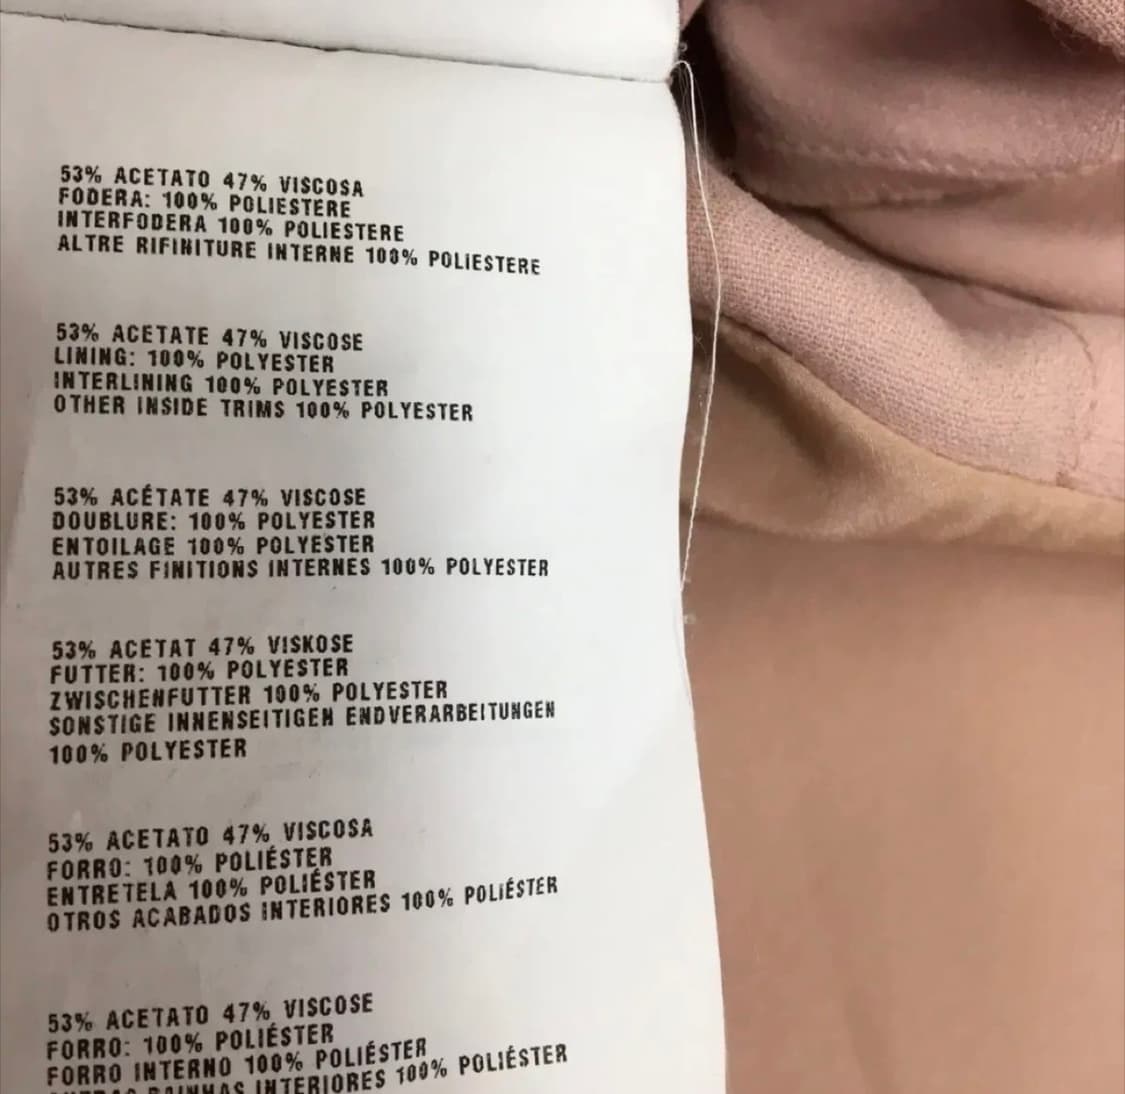 53% ACETATO 47% VISCOSA
FODERA: 100% POLIESTERE
INTERFODERA 100% POLIESTERE
ALTRE RIFINITURE INTERNE 100% POLIESTERE
53% ACETATE 47% VISCOSE
LINING: 100% POLYESTER
INTERLINING 100% POLYESTER
OTHER INSIDE TRIMS 100% POLYESTER
53% ACÉTATE 47% VISCOSE
DOUBLURE: 100% POLYESTER
ENTOILAGE 100% POLYESTER
AUTRES FINITIONS INTERNES 100% POLYESTER
53% ACETAT 47% VISKOSE
FUTTER: 100% POLYESTER
ZWISCHENFUTTER 100% POLYESTER
SONSTIGE INNENSEITIGEN ENDVERARBEITUNGEN
100% POLYESTER
53% ACETATO 47% VISCOSA
FORRO: 100% POLIÉSTER
ENTRETELA 100% POLIÉSTER
OTROS ACABADOS INTERIORES 100% POLIÉSTER
53% ACETATO 47% VISCOSE
FORRO: 100% POLIÉSTER
FORRO INTERNO 100% POLIÉSTER
INTERIORES 100% POLIÉSTER